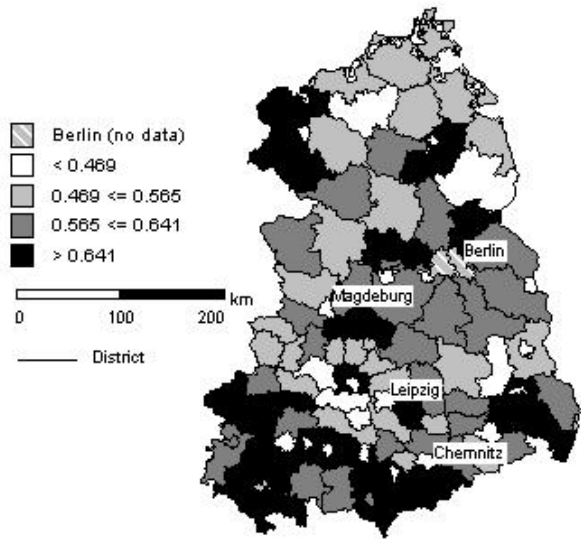 Berlin (no data)
< 0.469
0.469 <= 0.565
0.565 <= 0.641
> 0.641
km
0 100 200
District
Berlin
Magdeburg
Leipzig
Chemnitz